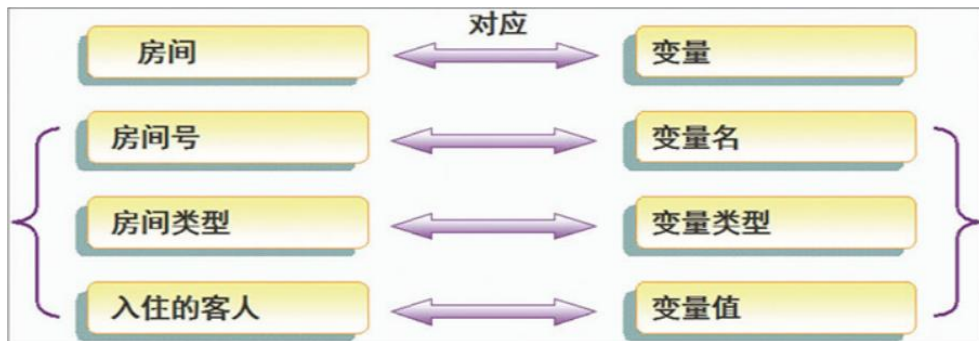 对应
房间
变量
房间号
变量名
房间类型
变量类型
入住的客人
变量值